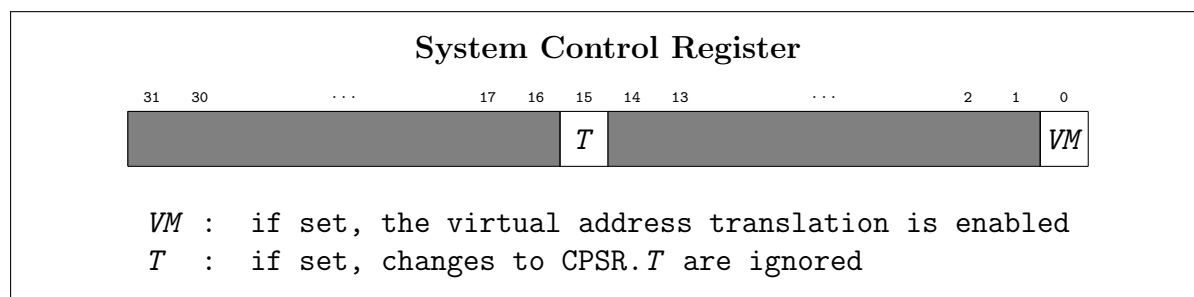 System Control Register
31 30 ··· 17 16 15 14 13 ··· 2 1 0
T VM
VM : if set, the virtual address translation is enabled
T : if set, changes to CPSR.T are ignored